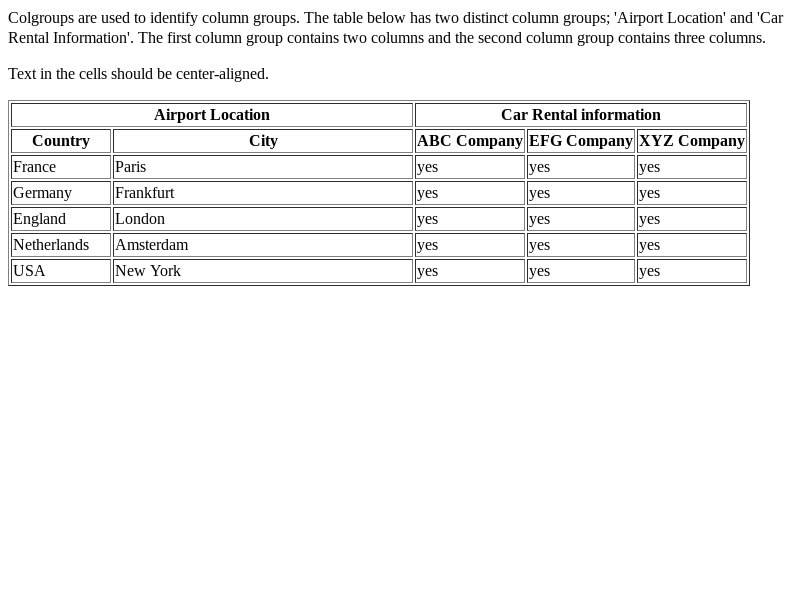 Colgroups are used to identify column groups. The table below has two distinct column groups; 'Airport Location' and 'Car
Rental Information'. The first column group contains two columns and the second column group contains three columns.
Text in the cells should be center-aligned.
Airport Location Car Rental information
Country City ABC Company EFG Company XYZ Company
France Paris yes yes yes
Germany Frankfurt yes yes yes
England London yes yes yes
Netherlands Amsterdam yes yes yes
USA New York yes yes yes